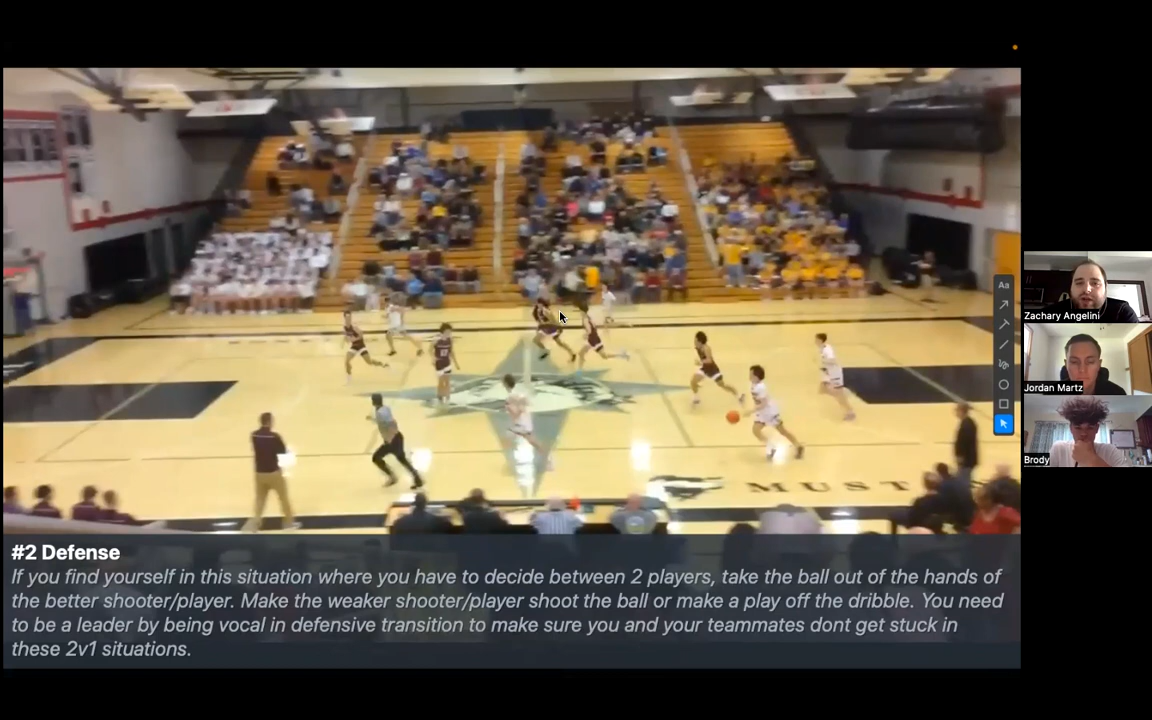 Aa
Zachary Angelini
Jordan Martz
Brody
MUST
#2 Defense
If you find yourself in this situation where you have to decide between 2 players, take the ball out of the hands of
the better shooter/player. Make the weaker shooter/player shoot the ball or make a play off the dribble. You need
to be a leader by being vocal in defensive transition to make sure you and your teammates dont get stuck in
these 2v1 situations.